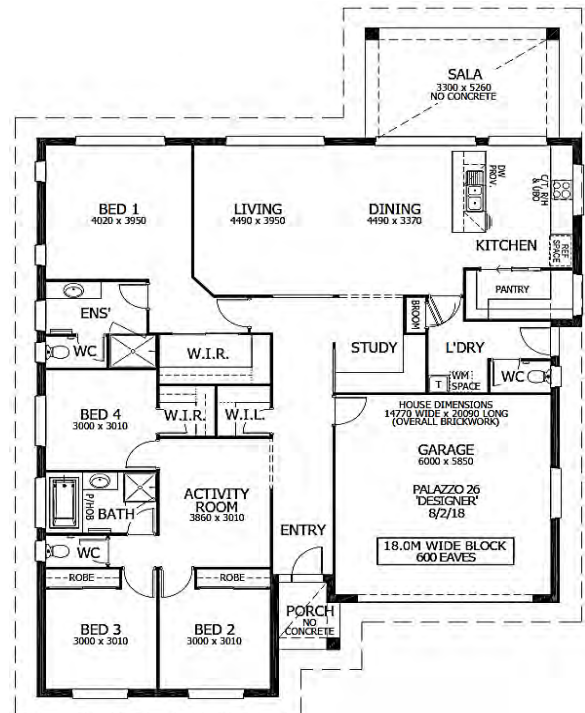 SALA
3300 x 5260
NO CONCRETE
BED 1
4020 x 3950
LIVING
4490 x 3950
DINING
4490 x 3370
DW
PROV.
C/T, R/H
& UBO
KITCHEN
REF
SPACE
PANTRY
ENS'
WC
W.I.R.
BROOM
STUDY
L'DRY
T
WM
SPACE
WC
BED 4
3000 x 3010
W.I.R.
W.I.L.
HOUSE DIMENSIONS
14770 WIDE x 20090 LONG
(OVERALL BRICKWORK)
GARAGE
6000 x 5850
PALAZZO 26
'DESIGNER'
8/2/18
18.0M WIDE BLOCK
600 EAVES
P/HOB
BATH
ACTIVITY
ROOM
3860 x 3010
ENTRY
WC
ROBE
ROBE
PORCH
NO
CONCRETE
BED 3
3000 x 3010
BED 2
3000 x 3010